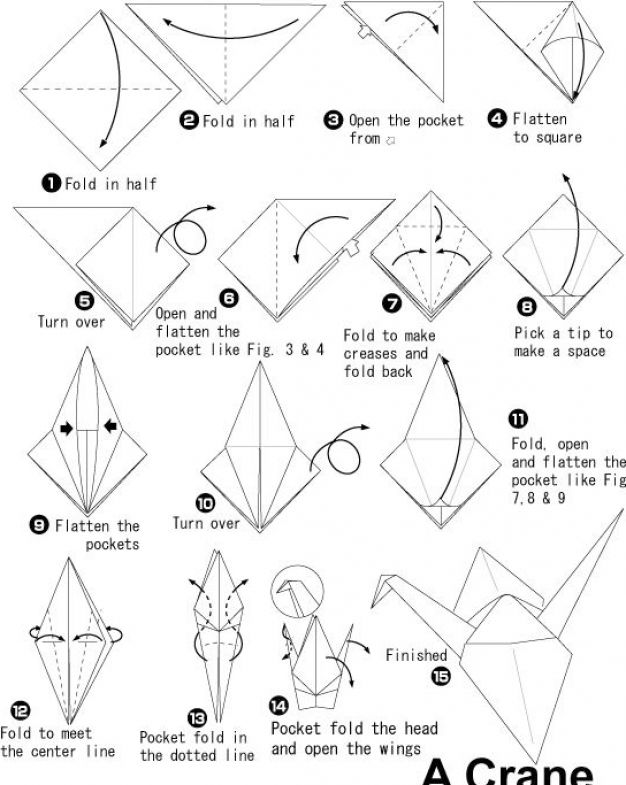 1 Fold in half
2 Fold in half
3 Open the pocket
from
4 Flatten
to square
5
Turn over
6
Open and
flatten the
pocket like Fig. 3 & 4
7
Fold to make
creases and
fold back
8
Pick a tip to
make a space
9 Flatten the
pockets
10
Turn over
11
Fold, open
and flatten the
pocket like Fig
7,8 & 9
12
Fold to meet
the center line
13
Pocket fold in
the dotted line
14
Pocket fold the head
and open the wings
Finished
15
A Crane